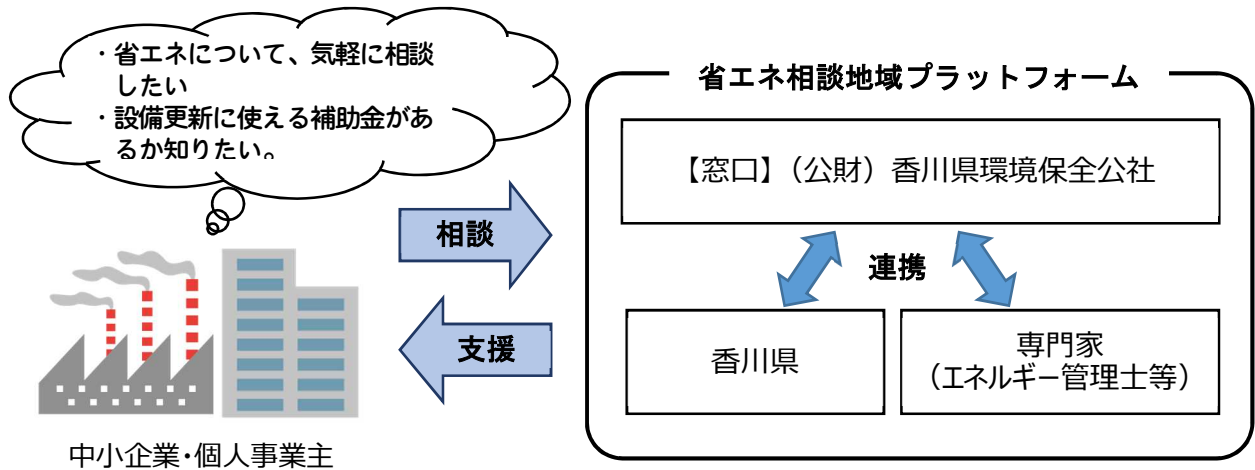 ・省エネについて、気軽に相談
したい
・設備更新に使える補助金があ
るか知りたい。
相談
支援
中小企業・個人事業主
省エネ相談地域プラットフォーム
【窓口】（公財）香川県環境保全公社
連携
香川県
専門家
（エネルギー管理士等）